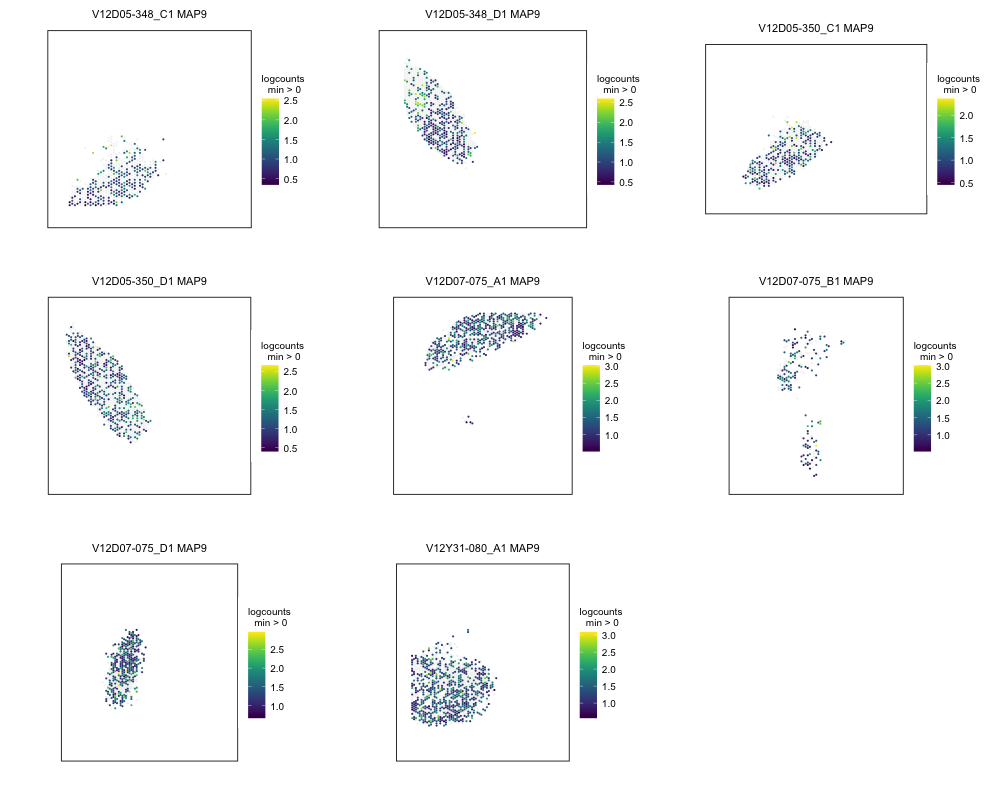 V12D05-348_C1 MAP9
logcounts
min > 0
2.5
2.0
1.5
1.0
0.5
V12D05-348_D1 MAP9
logcounts
min > 0
2.5
2.0
1.5
1.0
0.5
V12D05-350_C1 MAP9
logcounts
min > 0
2.0
1.5
1.0
0.5
V12D05-350_D1 MAP9
logcounts
min > 0
2.5
2.0
1.5
1.0
0.5
V12D07-075_A1 MAP9
logcounts
min > 0
3.0
2.5
2.0
1.5
1.0
V12D07-075_B1 MAP9
logcounts
min > 0
3.0
2.5
2.0
1.5
1.0
V12D07-075_D1 MAP9
logcounts
min > 0
2.5
2.0
1.5
1.0
V12Y31-080_A1 MAP9
logcounts
min > 0
3.0
2.5
2.0
1.5
1.0